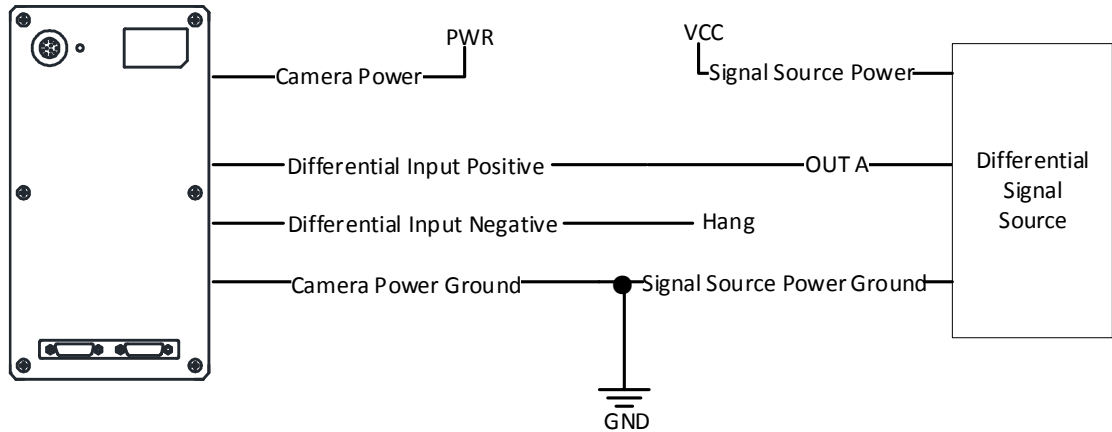 PWR
VCC
Camera Power
Signal Source Power
Differential Input Positive
OUT A
Differential
Signal
Source
Differential Input Negative
Hang
Camera Power Ground
Signal Source Power Ground
GND